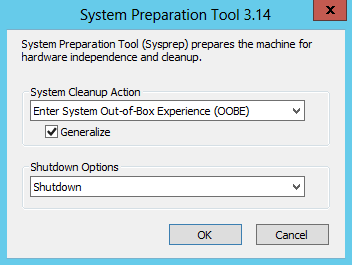 System Preparation Tool 3.14
x
System Preparation Tool (Sysprep) prepares the machine for
hardware independence and cleanup.
System Cleanup Action
Enter System Out-of-Box Experience (OOBE)
Generalize
Shutdown Options
Shutdown
OK Cancel